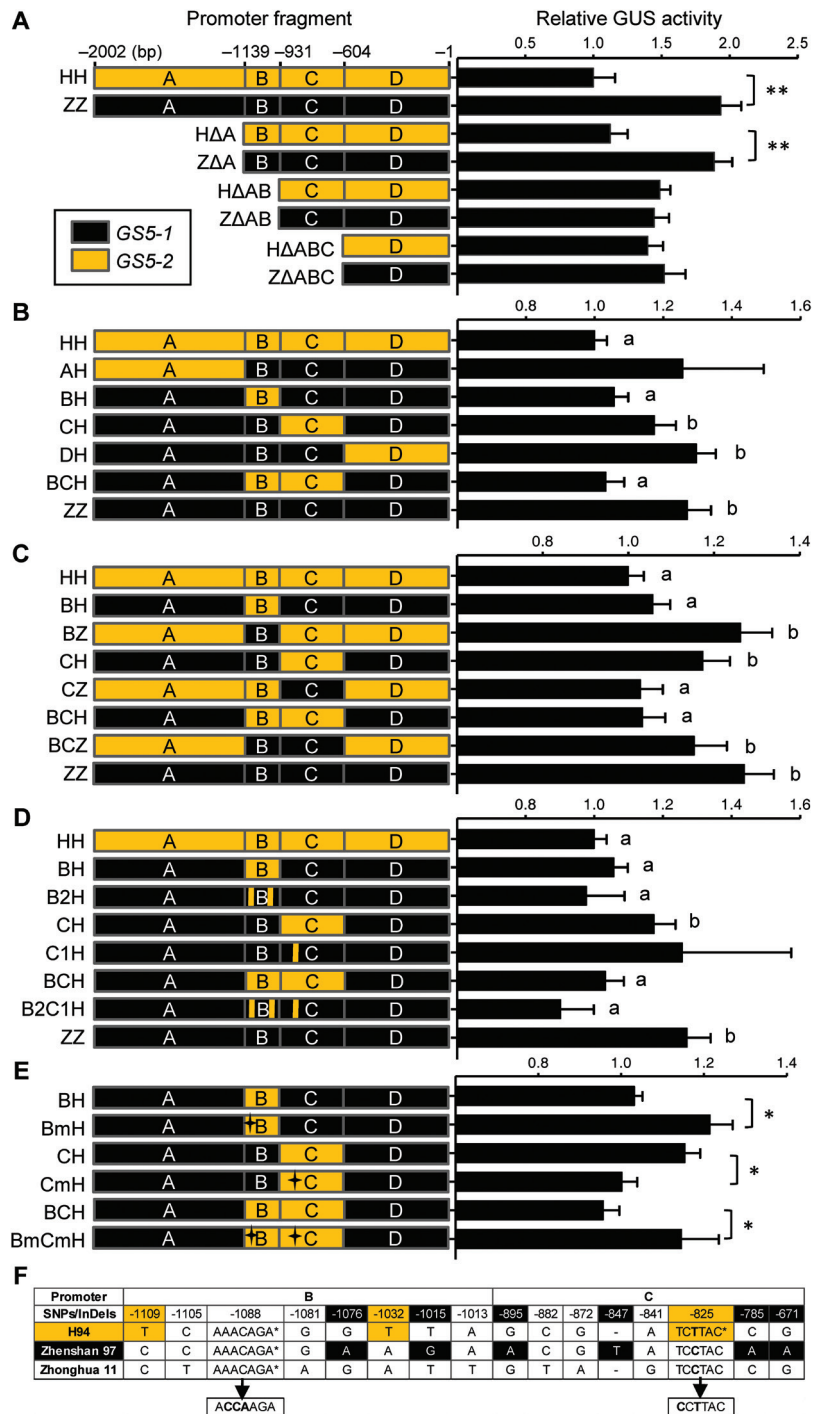 A Promoter fragment Relative GUS activity
–2002 (bp) –1139 –931 –604 –1 0.5 1.0 1.5 2.0 2.5
HH A B C D **
ZZ A B C D
HΔA B C D **
ZΔA B C D
HΔAB C D
ZΔAB C D
HΔABC D
ZΔABC D
GS5-1
GS5-2
B 1.0 1.2 1.4 1.6
HH A B C D a
AH A B C D
BH A B C D a
CH A B C D b
DH A B C D b
BCH A B C D a
ZZ A B C D b
C 0.8 1.0 1.2 1.4
HH A B C D a
BH A B C D a
BZ A B C D b
CH A B C D b
CZ A B C D a
BCH A B C D a
BCZ A B C D b
ZZ A B C D b
D 0.8 1.0 1.2 1.4 1.6
HH A B C D a
BH A B C D a
B2H A B C D a
CH A B C D b
C1H A B C D
BCH A B C D a
B2C1H A B C D a
ZZ A B C D b
E 0.8 1.0 1.2 1.4
BH A B C D *
BmH A B C D
CH A B C D *
CmH A B C D
BCH A B C D *
BmCmH A B C D
F
Promoter B C
SNPs/InDels -1109 -1105 -1088 -1081 -1076 -1032 -1015 -1013 -895 -882 -872 -847 -841 -825 -785 -671
H94 T C AAACAGA* G G T T A G C G - A TCTTAC* C G
Zhenshan 97 C C AAACAGA* G A A G A A C G T A TCCTAC A A
Zhonghua 11 C T AAACAGA* A G A T T G T A - G TCCTAC C G
ACCAAGA CCTTAC